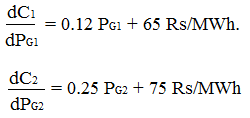 dC1
dPG1
= 0.12 PG1 + 65 Rs/MWh.
dC2
dPG2
= 0.25 PG2 + 75 Rs/MWh